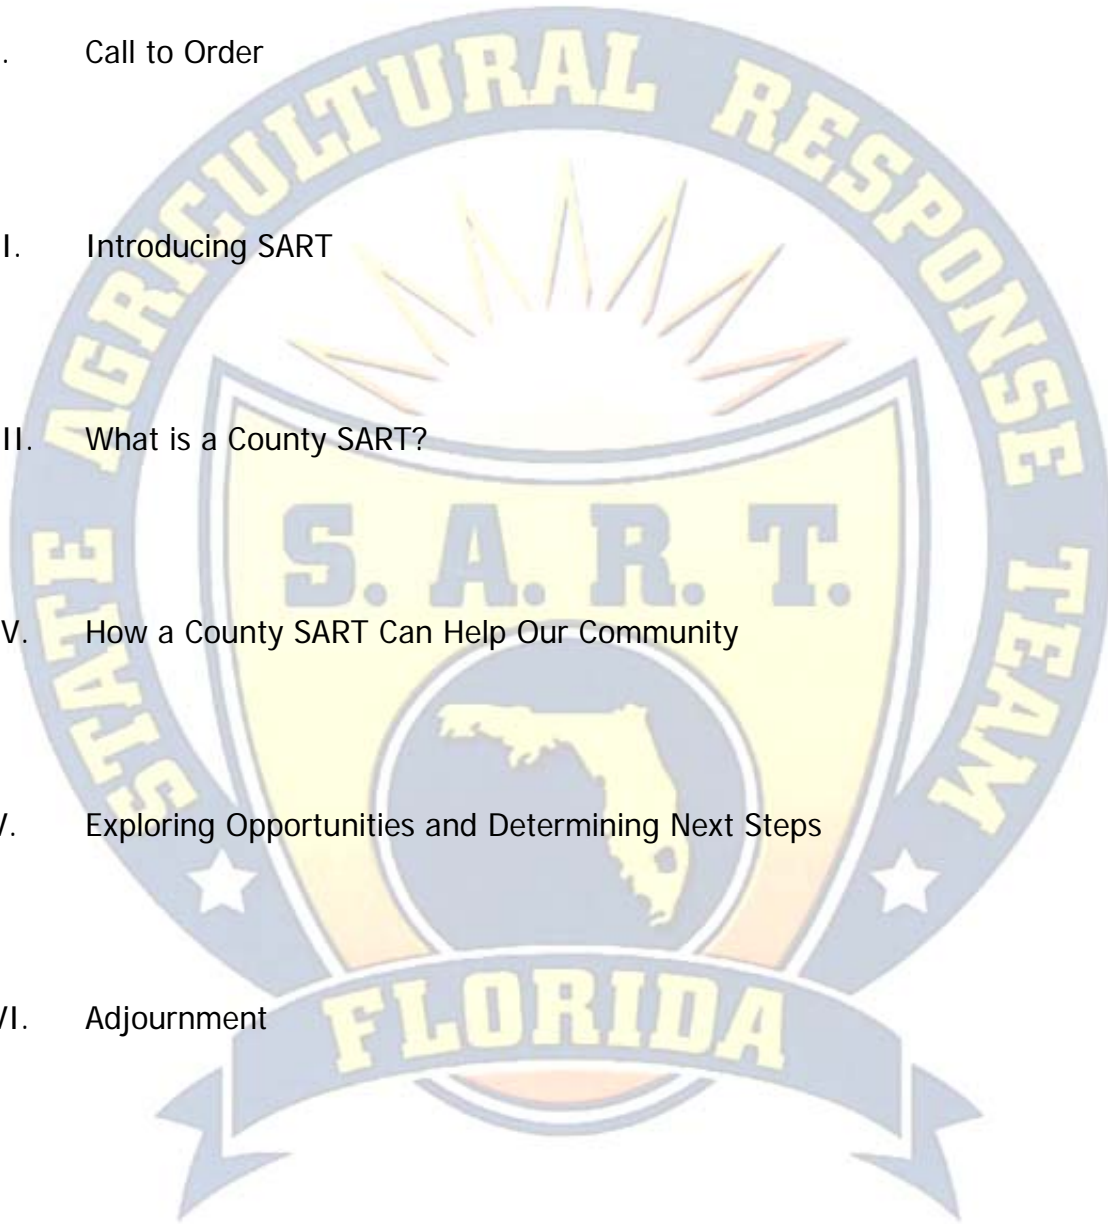 . Call to Order
I. Introducing SART
II. What is a County SART?
V. How a County SART Can Help Our Community
V. Exploring Opportunities and Determining Next Steps
VI. Adjournment
STATE AGRICULTURAL RESPONSE TEAM
S. A. R. T.
FLORIDA